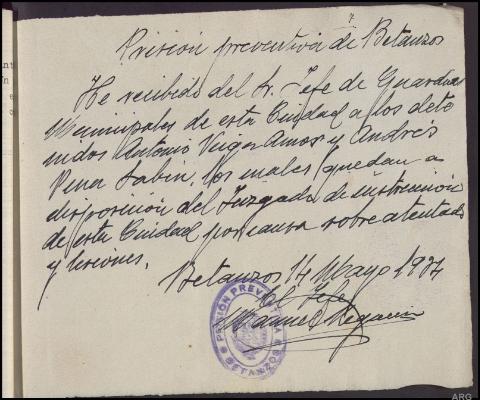 Prisión preventiva de Betanzos
He recibido del Sr. Jefe de Guardias
Municipales de esta Ciudad a los dete
nidos Antonio Veiga Amor y Andrés
Pena Sabin, los cuales quedan a
disposición del Juzgado de instrucción
de esta Ciudad por causa sobre atentado
y lesiones.
Betanzos 14 Mayo 1934
El Jefe
Manuel
PRISIÓN PREVENTIVA
BETANZOS
ARG